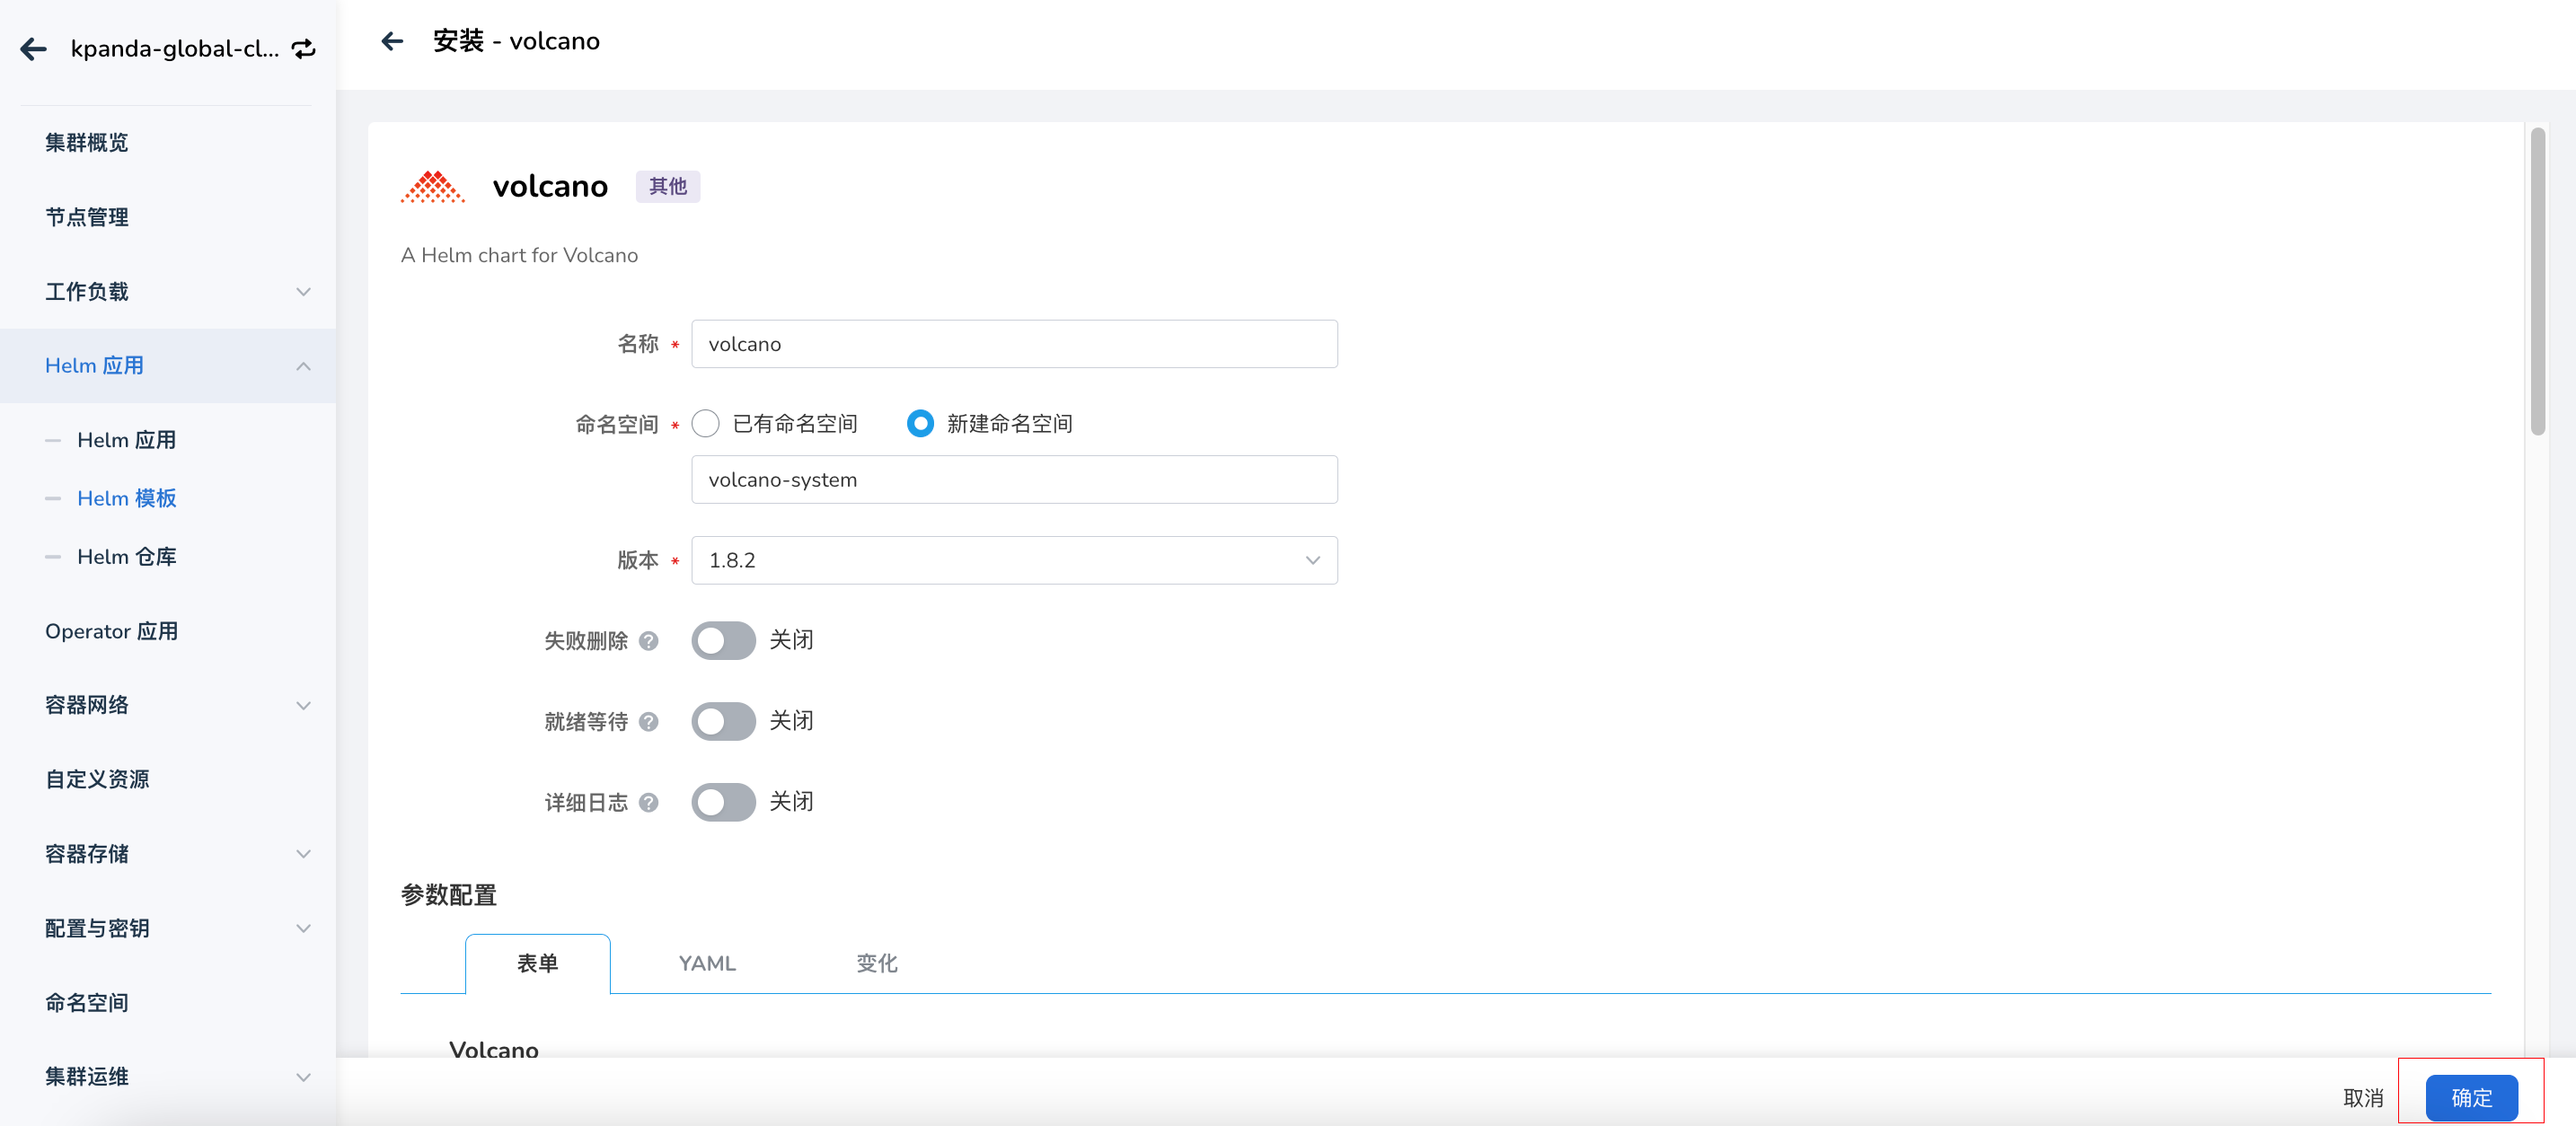 kpanda-global-cl...
集群概览
节点管理
工作负载
Helm 应用
Helm 应用
Helm 模板
Helm 仓库
Operator 应用
容器网络
自定义资源
容器存储
配置与密钥
命名空间
集群运维
安装 - volcano
volcano 其他
A Helm chart for Volcano
名称 * volcano
命名空间 * 已有命名空间 新建命名空间
volcano-system
版本 * 1.8.2
失败删除 ? 关闭
就绪等待 ? 关闭
详细日志 ? 关闭
参数配置
表单 YAML 变化
Volcano
取消 确定